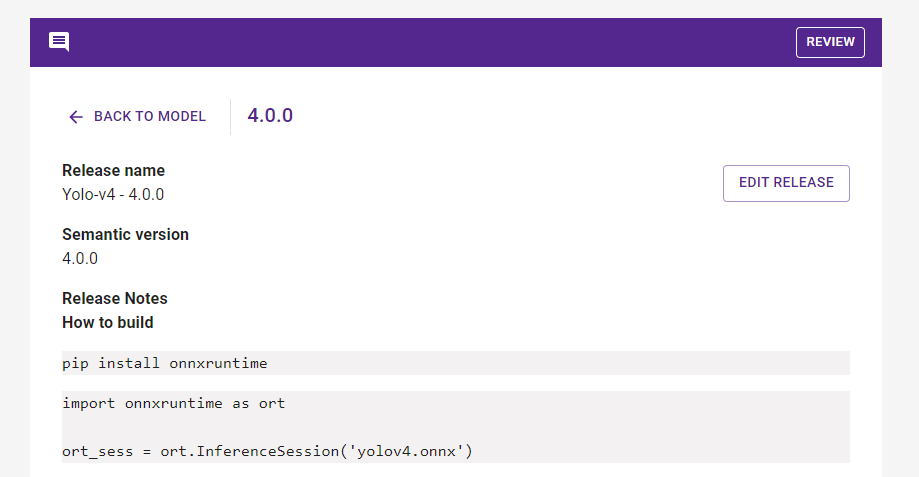 REVIEW
BACK TO MODEL
4.0.0
Release name
Yolo-v4 - 4.0.0
EDIT RELEASE
Semantic version
4.0.0
Release Notes
How to build
pip install onnxruntime
import onnxruntime as ort
ort_sess = ort.InferenceSession('yolov4.onnx')